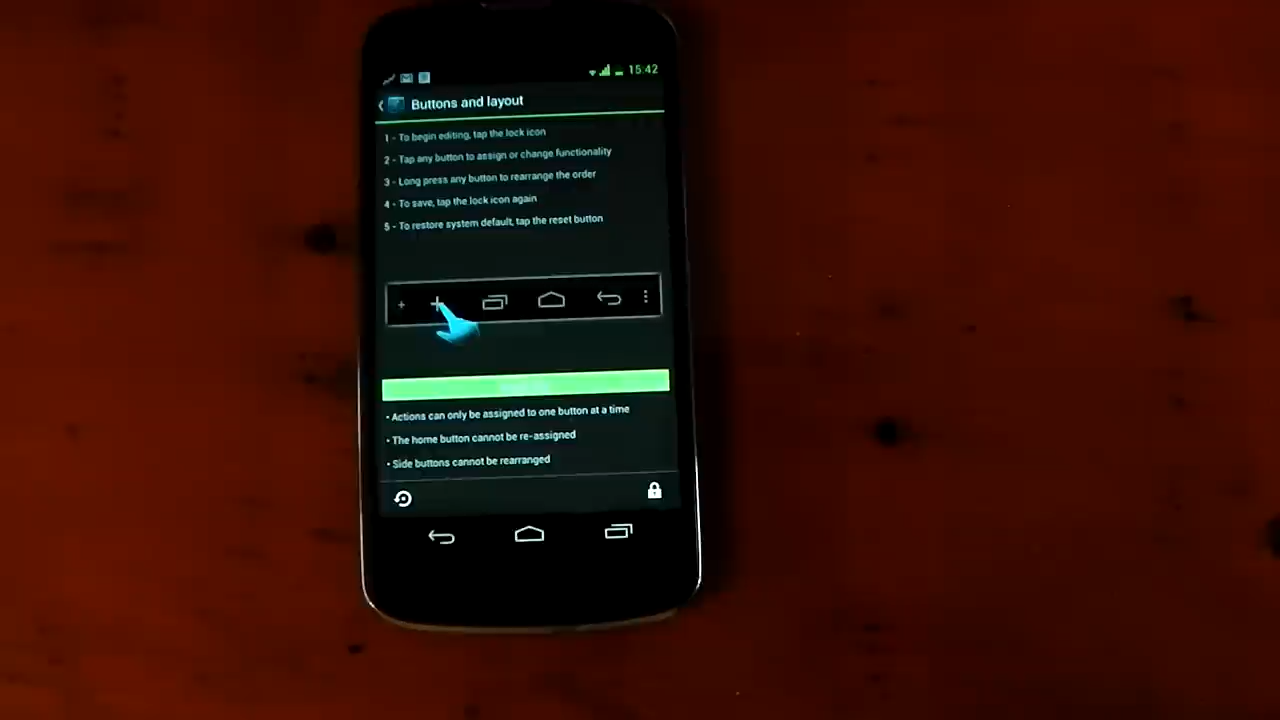 15:42
Buttons and layout
1 - To begin editing, tap the lock icon
2 - Tap any button to assign or change functionality
3 - Long press any button to rearrange the order
4 - To save, tap the lock icon again
5 - To restore system default, tap the reset button
• Actions can only be assigned to one button at a time
• The home button cannot be re-assigned
• Side buttons cannot be rearranged